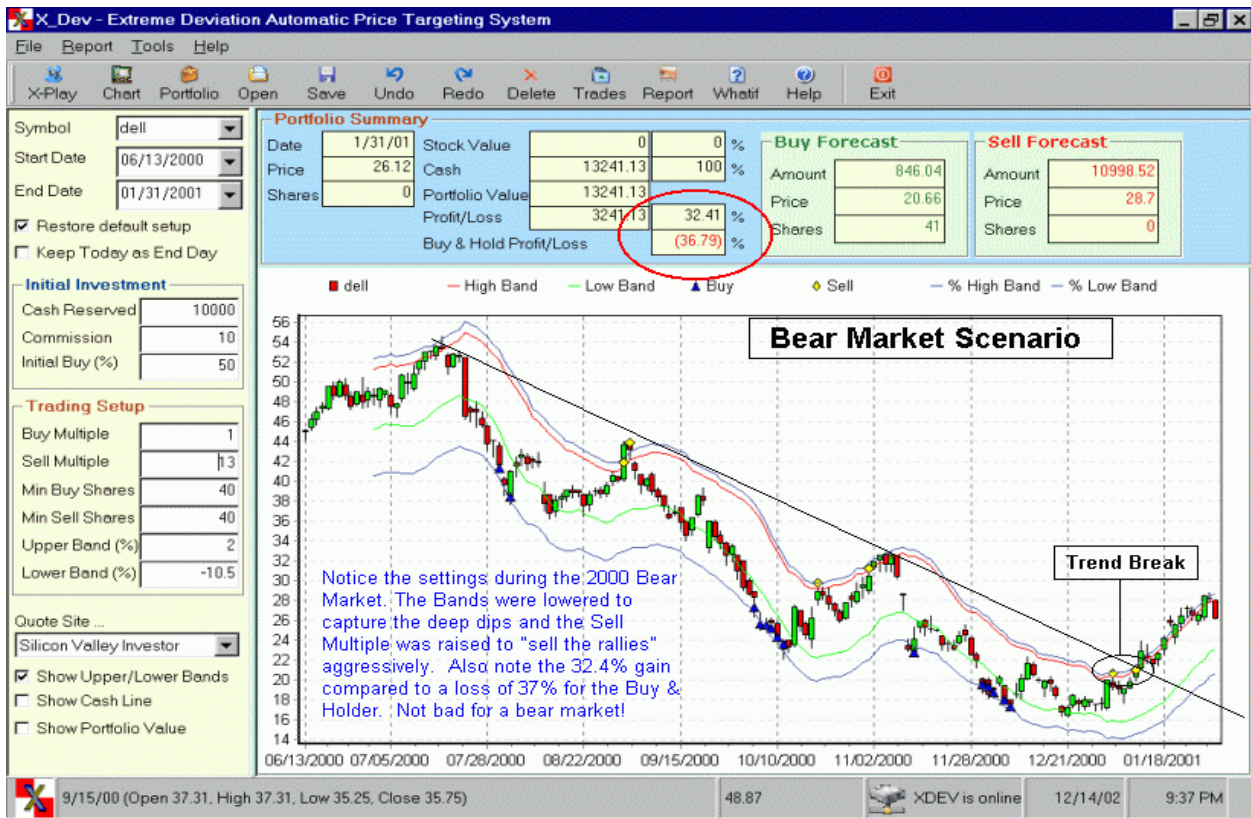 X_Dev - Extreme Deviation Automatic Price Targeting System
File Report Tools Help
X-Play Chart Portfolio Open Save Undo Redo Delete Trades Report Whatif Help Exit
Symbol dell
Start Date 06/13/2000
End Date 01/31/2001
Restore default setup
Keep Today as End Day
Initial Investment
Cash Reserved 10000
Commission 10
Initial Buy (%) 50
Trading Setup
Buy Multiple 1
Sell Multiple 13
Min Buy Shares 40
Min Sell Shares 40
Upper Band (%) 2
Lower Band (%) -10.5
Quote Site ...
Silicon Valley Investor
Show Upper/Lower Bands
Show Cash Line
Show Portfolio Value
Portfolio Summary
Date 1/31/01
Price 26.12
Shares 0
Stock Value 0 0 %
Cash 13241.13 100 %
Portfolio Value 13241.13
Profit/Loss 3241.13 32.41 %
Buy & Hold Profit/Loss (36.79) %
Buy Forecast
Amount 846.04
Price 20.66
Shares 41
Sell Forecast
Amount 10998.52
Price 28.7
Shares 0
dell High Band Low Band Buy Sell % High Band % Low Band
Bear Market Scenario
56
54
52
50
48
46
44
42
40
38
36
34
32
30
28
26
24
22
20
18
16
14
Trend Break
Notice the settings during the 2000 Bear
Market. The Bands were lowered to
capture the deep dips and the Sell
Multiple was raised to "sell the rallies"
aggressively. Also note the 32.4% gain
compared to a loss of 37% for the Buy &
Holder. Not bad for a bear market!
06/13/2000 07/05/2000 07/28/2000 08/22/2000 09/15/2000 10/10/2000 11/02/2000 11/28/2000 12/21/2000 01/18/2001
9/15/00 (Open 37.31, High 37.31, Low 35.25, Close 35.75) 48.87 XDEV is online 12/14/02 9:37 PM